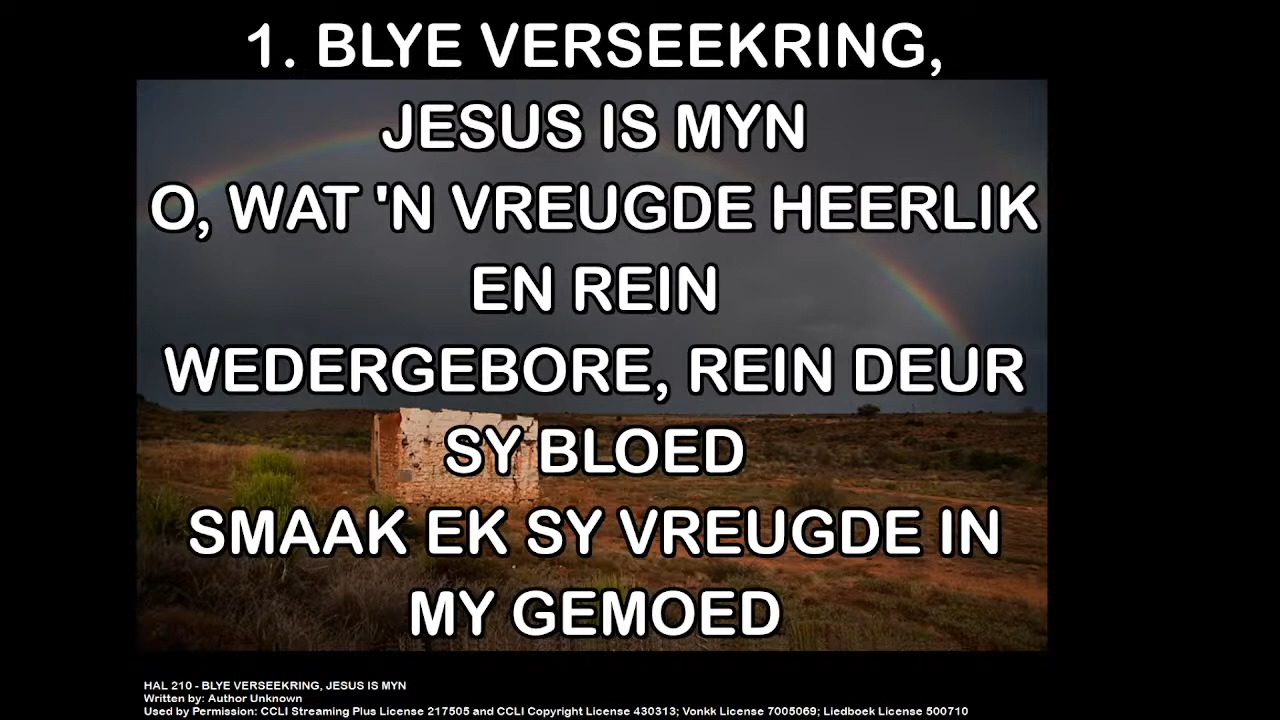 1. BLYE VERSEEKRING,
JESUS IS MYN
O, WAT 'N VREUGDE HEERLIK
EN REIN
WEDERGEBORE, REIN DEUR
SY BLOED
SMAAK EK SY VREUGDE IN
MY GEMOED
HAL 210 - BLYE VERSEEKRING, JESUS IS MYN
Written by: Author Unknown
Used by Permission: CCLI Streaming Plus License 217505 and CCLI Copyright License 430313; Vonkk License 7005069; Liedboek License 500710